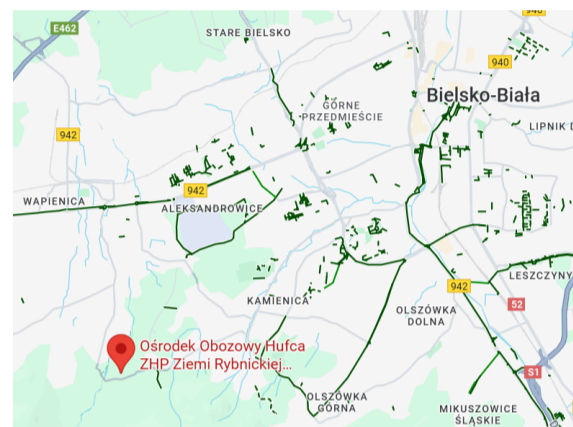 E462
940
STARE BIELSKO
940
Bielsko-Biała
GÓRNE
PRZEDMIEŚCIE
942
LIPNIK D
942
WAPIENICA
ALEKSANDROWICE
LESZCZYNY
KAMIENICA
942
52
OLSZÓWKA
DOLNA
Ośrodek Obozowy Hufca
ZHP Ziemi Rybnickiej...
S1
OLSZÓWKA
GÓRNA
MIKUSZOWICE
ŚLĄSKIE